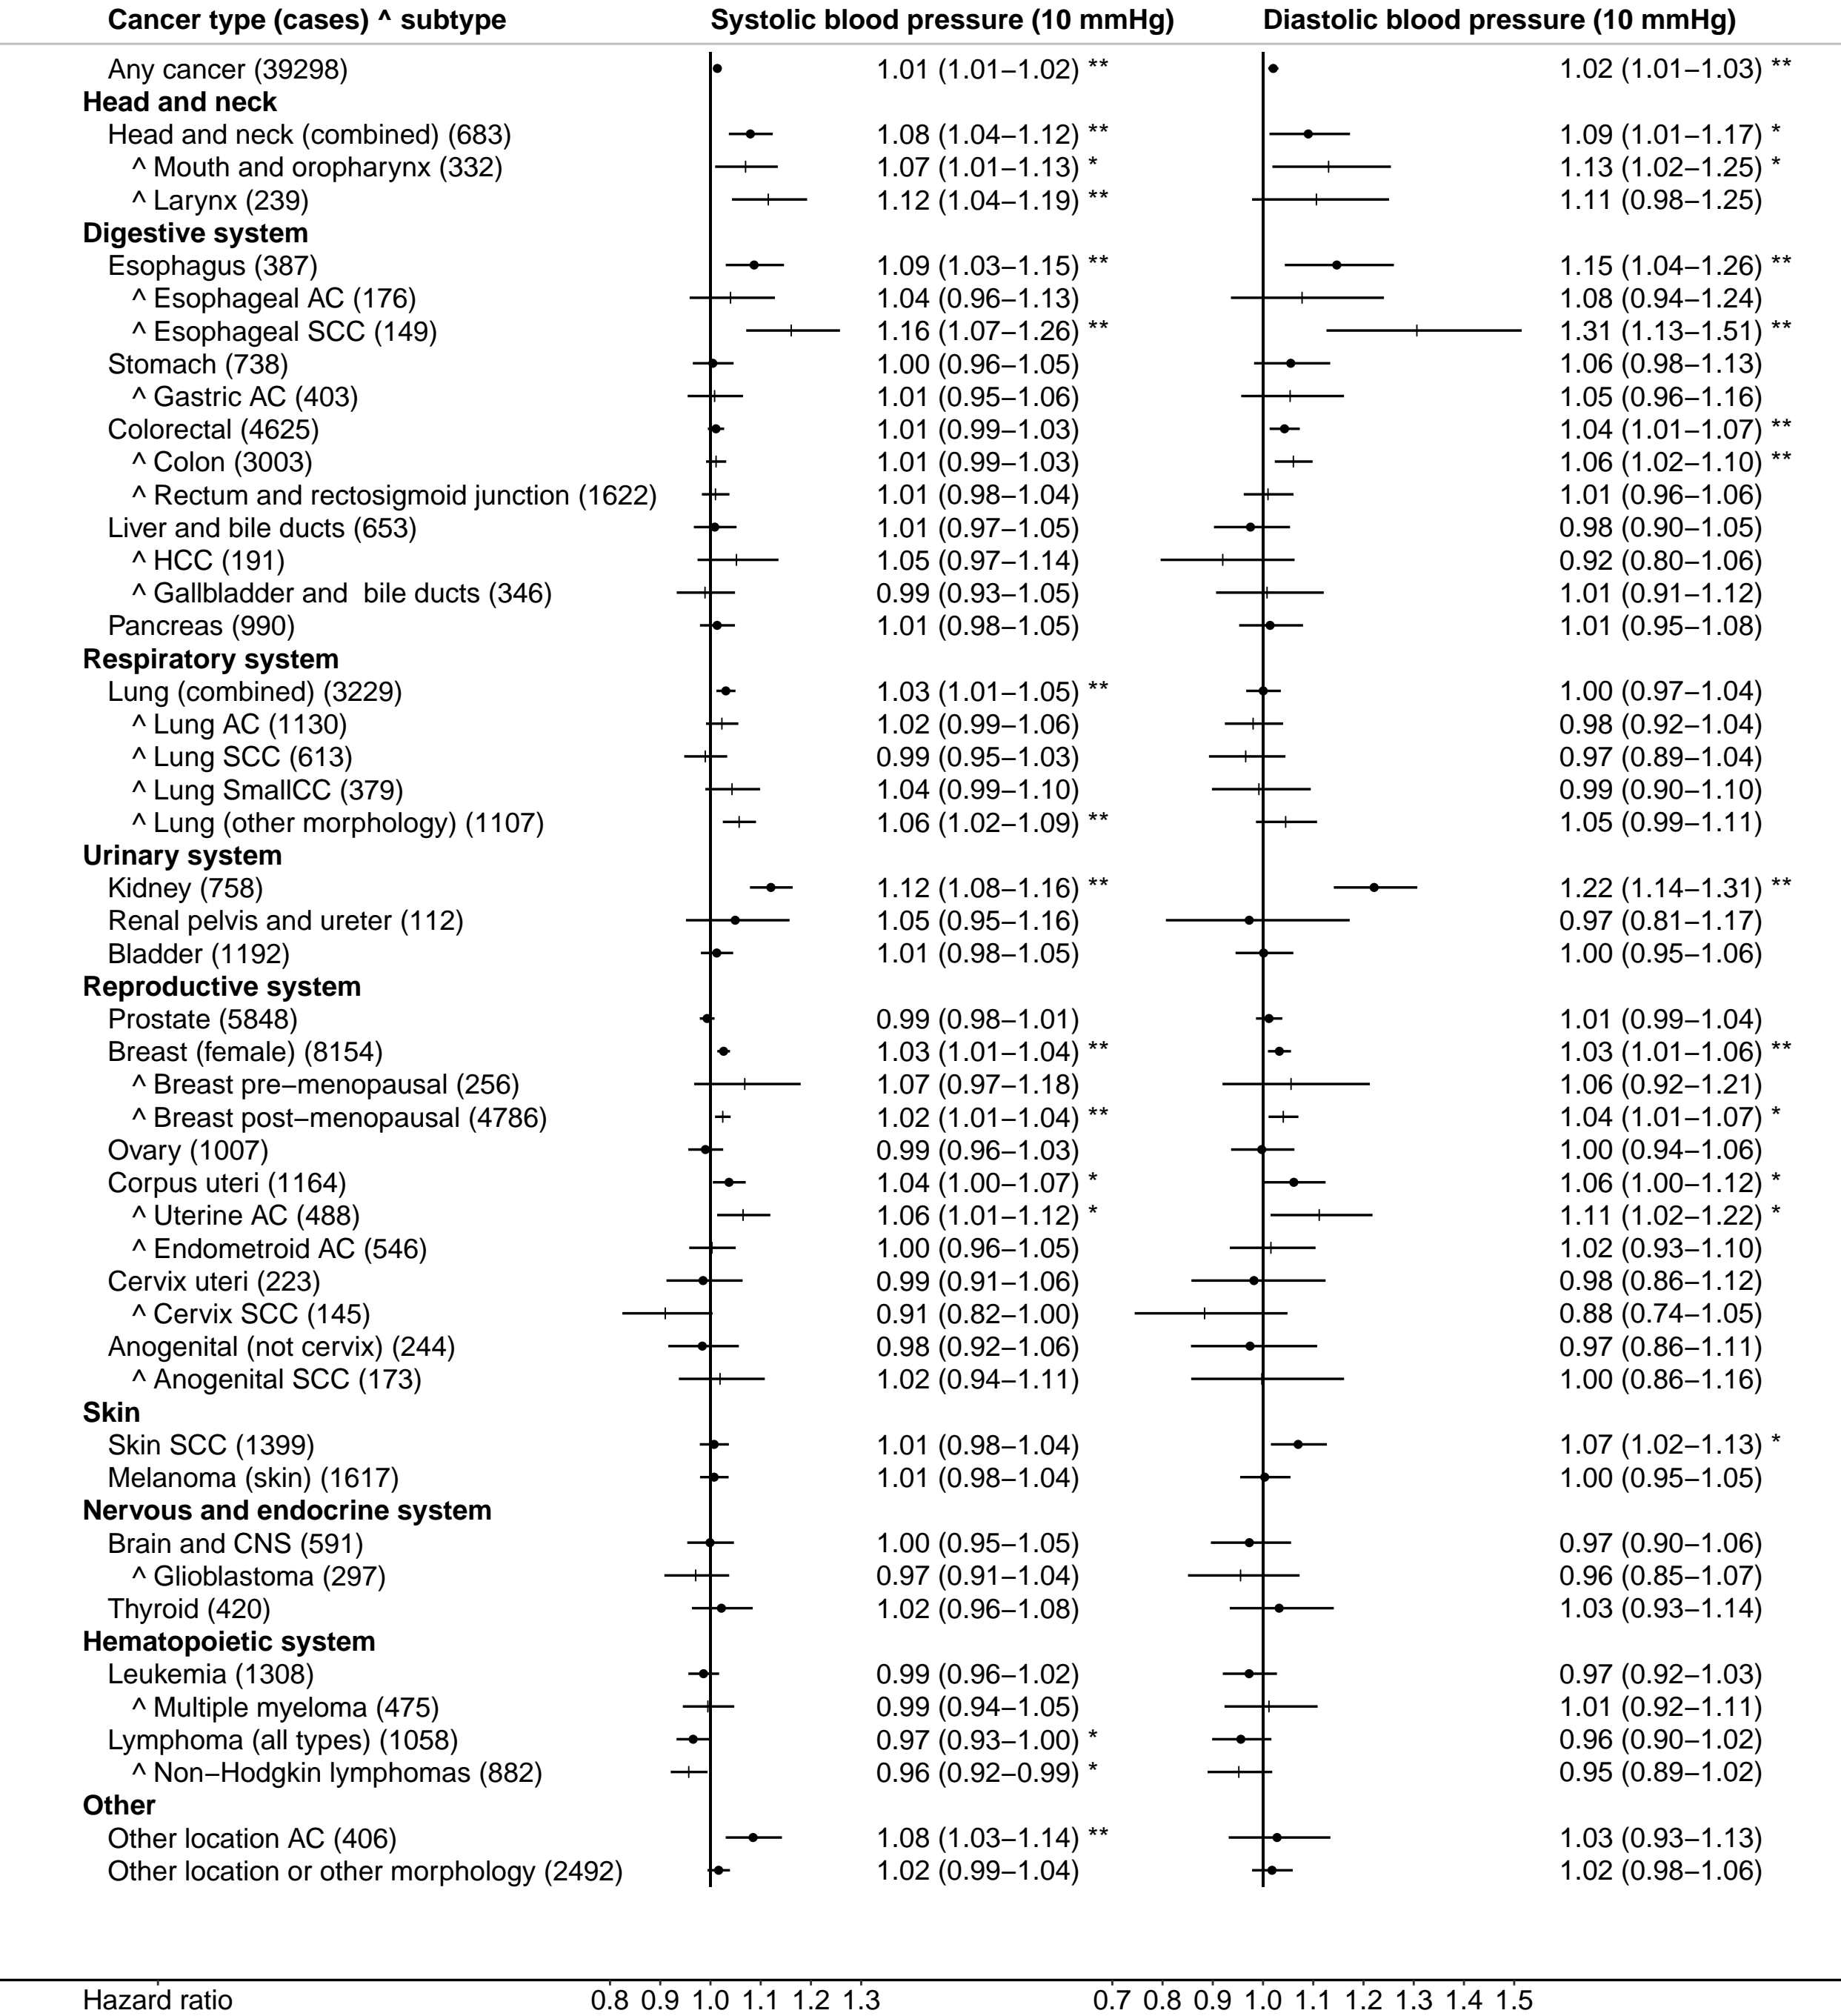 Cancer type (cases) ^ subtype Systolic blood pressure (10 mmHg) Diastolic blood pressure (10 mmHg)
Any cancer (39298) 1.01 (1.01−1.02) ** 1.02 (1.01−1.03) **
Head and neck
Head and neck (combined) (683) 1.08 (1.04−1.12) ** 1.09 (1.01−1.17) *
^ Mouth and oropharynx (332) 1.07 (1.01−1.13) * 1.13 (1.02−1.25) *
^ Larynx (239) 1.12 (1.04−1.19) ** 1.11 (0.98−1.25)
Digestive system
Esophagus (387) 1.09 (1.03−1.15) ** 1.15 (1.04−1.26) **
^ Esophageal AC (176) 1.04 (0.96−1.13) 1.08 (0.94−1.24)
^ Esophageal SCC (149) 1.16 (1.07−1.26) ** 1.31 (1.13−1.51) **
Stomach (738) 1.00 (0.96−1.05) 1.06 (0.98−1.13)
^ Gastric AC (403) 1.01 (0.95−1.06) 1.05 (0.96−1.16)
Colorectal (4625) 1.01 (0.99−1.03) 1.04 (1.01−1.07) **
^ Colon (3003) 1.01 (0.99−1.03) 1.06 (1.02−1.10) **
^ Rectum and rectosigmoid junction (1622) 1.01 (0.98−1.04) 1.01 (0.96−1.06)
Liver and bile ducts (653) 1.01 (0.97−1.05) 0.98 (0.90−1.05)
^ HCC (191) 1.05 (0.97−1.14) 0.92 (0.80−1.06)
^ Gallbladder and  bile ducts (346) 0.99 (0.93−1.05) 1.01 (0.91−1.12)
Pancreas (990) 1.01 (0.98−1.05) 1.01 (0.95−1.08)
Respiratory system
Lung (combined) (3229) 1.03 (1.01−1.05) ** 1.00 (0.97−1.04)
^ Lung AC (1130) 1.02 (0.99−1.06) 0.98 (0.92−1.04)
^ Lung SCC (613) 0.99 (0.95−1.03) 0.97 (0.89−1.04)
^ Lung SmallCC (379) 1.04 (0.99−1.10) 0.99 (0.90−1.10)
^ Lung (other morphology) (1107) 1.06 (1.02−1.09) ** 1.05 (0.99−1.11)
Urinary system
Kidney (758) 1.12 (1.08−1.16) ** 1.22 (1.14−1.31) **
Renal pelvis and ureter (112) 1.05 (0.95−1.16) 0.97 (0.81−1.17)
Bladder (1192) 1.01 (0.98−1.05) 1.00 (0.95−1.06)
Reproductive system
Prostate (5848) 0.99 (0.98−1.01) 1.01 (0.99−1.04)
Breast (female) (8154) 1.03 (1.01−1.04) ** 1.03 (1.01−1.06) **
^ Breast pre−menopausal (256) 1.07 (0.97−1.18) 1.06 (0.92−1.21)
^ Breast post−menopausal (4786) 1.02 (1.01−1.04) ** 1.04 (1.01−1.07) *
Ovary (1007) 0.99 (0.96−1.03) 1.00 (0.94−1.06)
Corpus uteri (1164) 1.04 (1.00−1.07) * 1.06 (1.00−1.12) *
^ Uterine AC (488) 1.06 (1.01−1.12) * 1.11 (1.02−1.22) *
^ Endometroid AC (546) 1.00 (0.96−1.05) 1.02 (0.93−1.10)
Cervix uteri (223) 0.99 (0.91−1.06) 0.98 (0.86−1.12)
^ Cervix SCC (145) 0.91 (0.82−1.00) 0.88 (0.74−1.05)
Anogenital (not cervix) (244) 0.98 (0.92−1.06) 0.97 (0.86−1.11)
^ Anogenital SCC (173) 1.02 (0.94−1.11) 1.00 (0.86−1.16)
Skin
Skin SCC (1399) 1.01 (0.98−1.04) 1.07 (1.02−1.13) *
Melanoma (skin) (1617) 1.01 (0.98−1.04) 1.00 (0.95−1.05)
Nervous and endocrine system
Brain and CNS (591) 1.00 (0.95−1.05) 0.97 (0.90−1.06)
^ Glioblastoma (297) 0.97 (0.91−1.04) 0.96 (0.85−1.07)
Thyroid (420) 1.02 (0.96−1.08) 1.03 (0.93−1.14)
Hematopoietic system
Leukemia (1308) 0.99 (0.96−1.02) 0.97 (0.92−1.03)
^ Multiple myeloma (475) 0.99 (0.94−1.05) 1.01 (0.92−1.11)
Lymphoma (all types) (1058) 0.97 (0.93−1.00) * 0.96 (0.90−1.02)
^ Non−Hodgkin lymphomas (882) 0.96 (0.92−0.99) * 0.95 (0.89−1.02)
Other
Other location AC (406) 1.08 (1.03−1.14) ** 1.03 (0.93−1.13)
Other location or other morphology (2492) 1.02 (0.99−1.04) 1.02 (0.98−1.06)
Hazard ratio 0.8 0.9 1.0 1.1 1.2 1.3 0.7 0.8 0.9 1.0 1.1 1.2 1.3 1.4 1.5